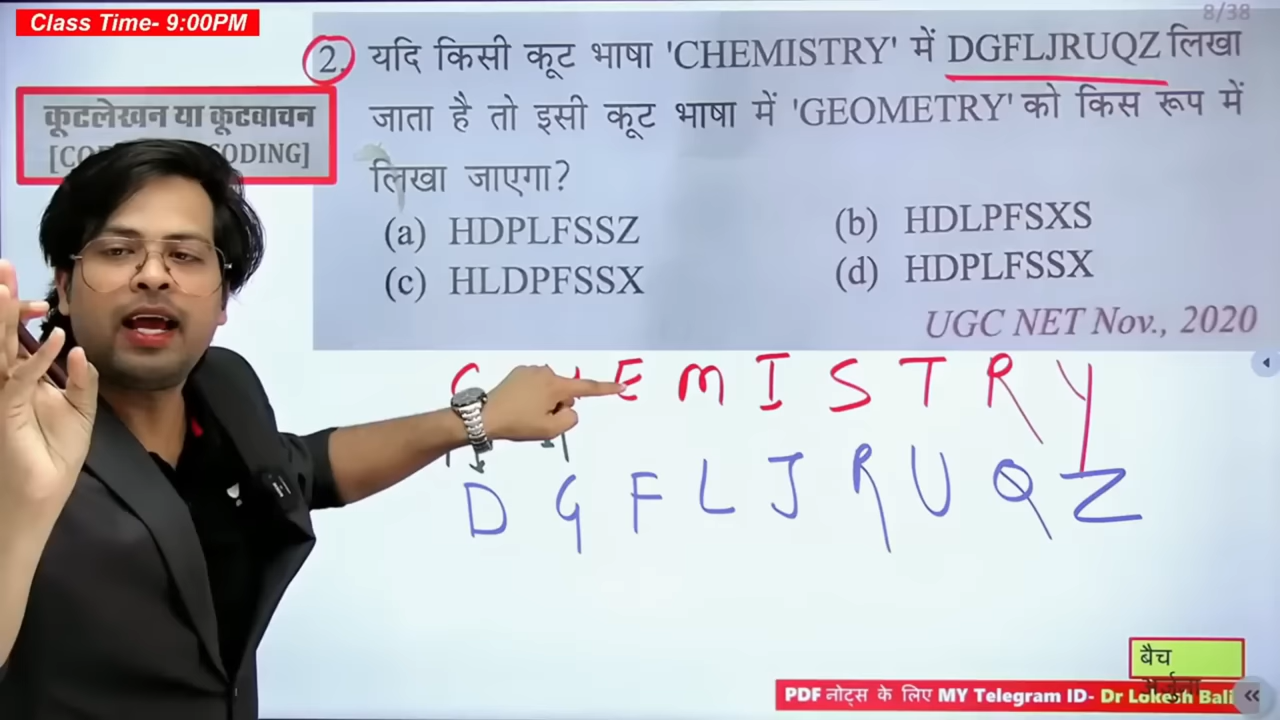 Class Time- 9:00PM
8/38
2. यदि किसी कूट भाषा 'CHEMISTRY' में DGFLJRUQZ लिखा
जाता है तो इसी कूट भाषा में 'GEOMETRY' को किस रूप में
लिखा जाएगा?
(a) HDPLFSSZ
(b) HDLPFSXS
(c) HLDPFSSX
(d) HDPLFSSX
UGC NET Nov., 2020
कूटलेखन या कूटवाचन
ODING]
C E M I S T R Y
D G F L J R U Q Z
बैच
PDF नोट्स के लिए MY Telegram ID- Dr Lokesh Bali